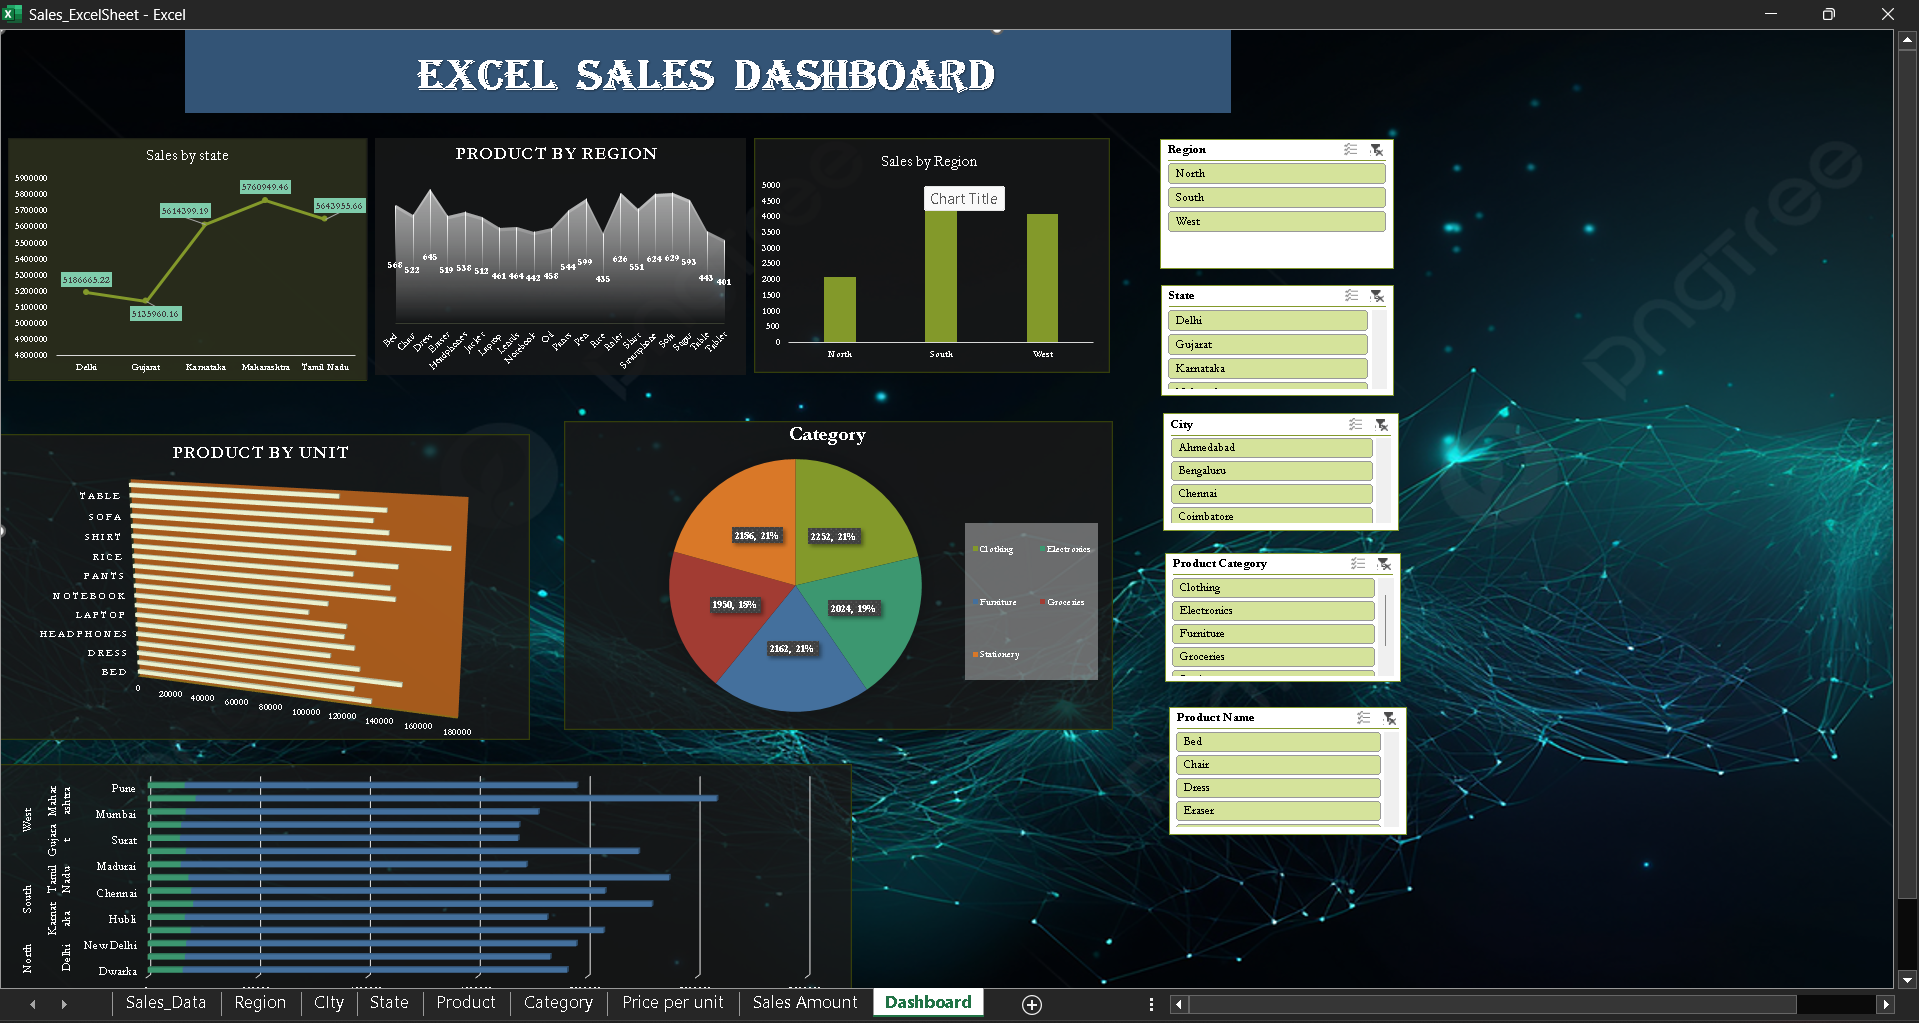 Sales_ExcelSheet - Excel
EXCEL SALES DASHBOARD
Sales by state
5900000
5800000
5700000
5600000
5500000
5400000
5300000
5200000
5100000
5000000
4900000
4800000
5186665.22
5135960.16
5614399.19
5760949.46
5643955.66
Delhi Gujarat Karnataka Maharashtra Tamil Nadu
PRODUCT BY REGION
568 522 645 519 538 512 461 464 442 458 544 599 435 626 551 624 629 593 443 401
Bed Chair Dress Eraser Headphones Jacket Laptop Lentils Notebook Oil Pants Pen Rice Ruler Shirt Smartphone Sofa Sugar Table Tablet
Sales by Region
Chart Title
5000
4500
4000
3500
3000
2500
2000
1500
1000
500
0
North South West
Region
North
South
West
State
Delhi
Gujarat
Karnataka
City
Ahmedabad
Bengaluru
Chennai
Coimbatore
Product Category
Clothing
Electronics
Furniture
Groceries
Product Name
Bed
Chair
Dress
Eraser
PRODUCT BY UNIT
TABLE
SOFA
SHIRT
RICE
PANTS
NOTEBOOK
LAPTOP
HEADPHONES
DRESS
BED
0 20000 40000 60000 80000 100000 120000 140000 160000 180000
Category
2186, 21%
2252, 21%
1950, 18%
2024, 19%
2162, 21%
Clothing Electronics
Furniture Groceries
Stationery
West
South
North
Mahar
ashtra
Gujara
t
Tamil
Nadu
Karnat
aka
Delhi
Pune
Mumbai
Surat
Madurai
Chennai
Hubli
New Delhi
Dwarka
pngtree
Sales_Data Region CIty State Product Category Price per unit Sales Amount Dashboard